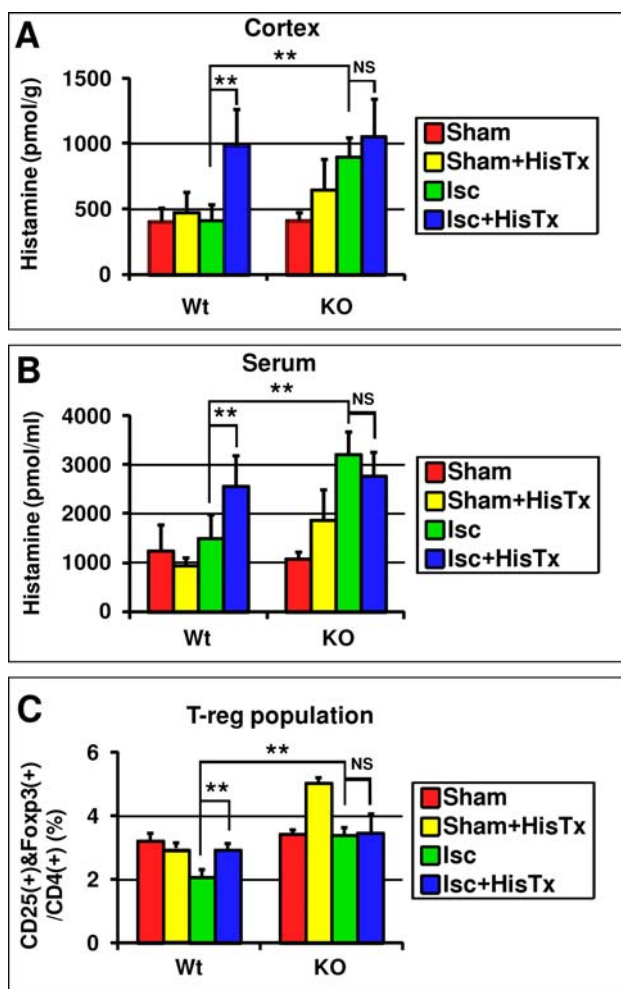 A
Cortex
**
NS
**
Histamine (pmol/g)
1500
1000
500
0
Wt
KO
Sham
Sham+HisTx
Isc
Isc+HisTx
B
Serum
**
NS
**
Histamine (pmol/ml)
4000
3000
2000
1000
0
Wt
KO
Sham
Sham+HisTx
Isc
Isc+HisTx
C
T-reg population
**
NS
**
CD25(+)&Foxp3(+)
/CD4(+) (%)
6
4
2
0
Wt
KO
Sham
Sham+HisTx
Isc
Isc+HisTx